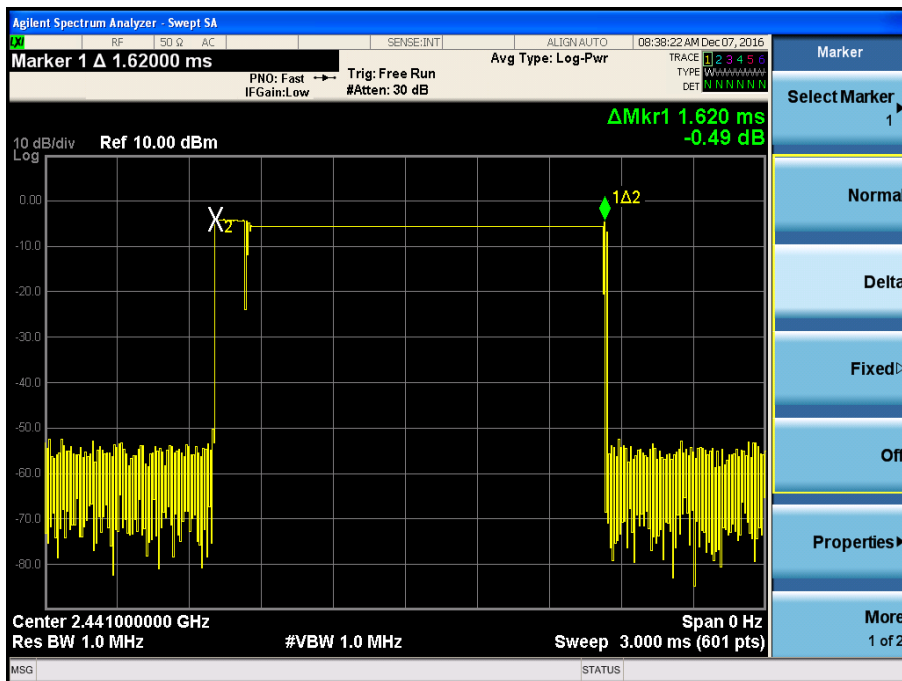 Agilent Spectrum Analyzer - Swept SA
LXI RF 50 Ω AC SENSE:INT ALIGN AUTO 08:38:22 AM Dec 07, 2016
Marker 1 Δ 1.62000 ms
PNO: Fast
IFGain:Low
Trig: Free Run
#Atten: 30 dB
Avg Type: Log-Pwr
TRACE 1 2 3 4 5 6
TYPE W
DET N N N N N N
ΔMkr1 1.620 ms
-0.49 dB
10 dB/div Ref 10.00 dBm
Log
0.00
-10.0
-20.0
-30.0
-40.0
-50.0
-60.0
-70.0
-80.0
X2
1Δ2
Center 2.441000000 GHz Span 0 Hz
Res BW 1.0 MHz #VBW 1.0 MHz Sweep 3.000 ms (601 pts)
MSG STATUS
Marker
Select Marker
1
Normal
Delta
Fixed
Off
Properties
More
1 of 2